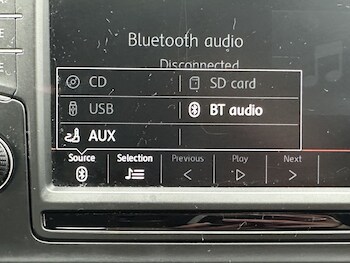 Bluetooth audio
Disconnected
CD SD card
USB BT audio
AUX
Source Selection Previous Play Next